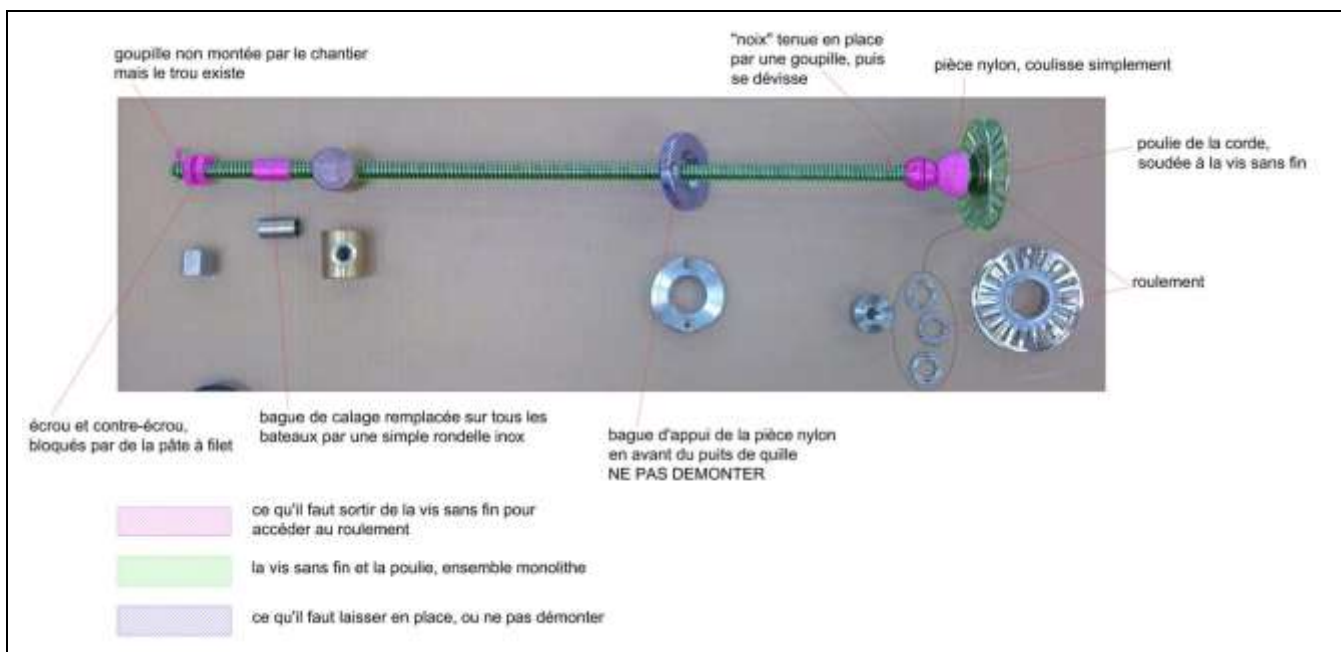 goupille non montée par le chantier
mais le trou existe
"noix" tenue en place
par une goupille, puis
se dévisse
pièce nylon, coulisse simplement
poulie de la corde,
soudée à la vis sans fin
roulement
écrou et contre-écrou,
bloqués par de la pâte à filet
bague de calage remplacée sur tous les
bateaux par une simple rondelle inox
bague d'appui de la pièce nylon
en avant du puits de quille
NE PAS DEMONTER
ce qu'il faut sortir de la vis sans fin pour
accéder au roulement
la vis sans fin et la poulie, ensemble monolithe
ce qu'il faut laisser en place, ou ne pas démonter